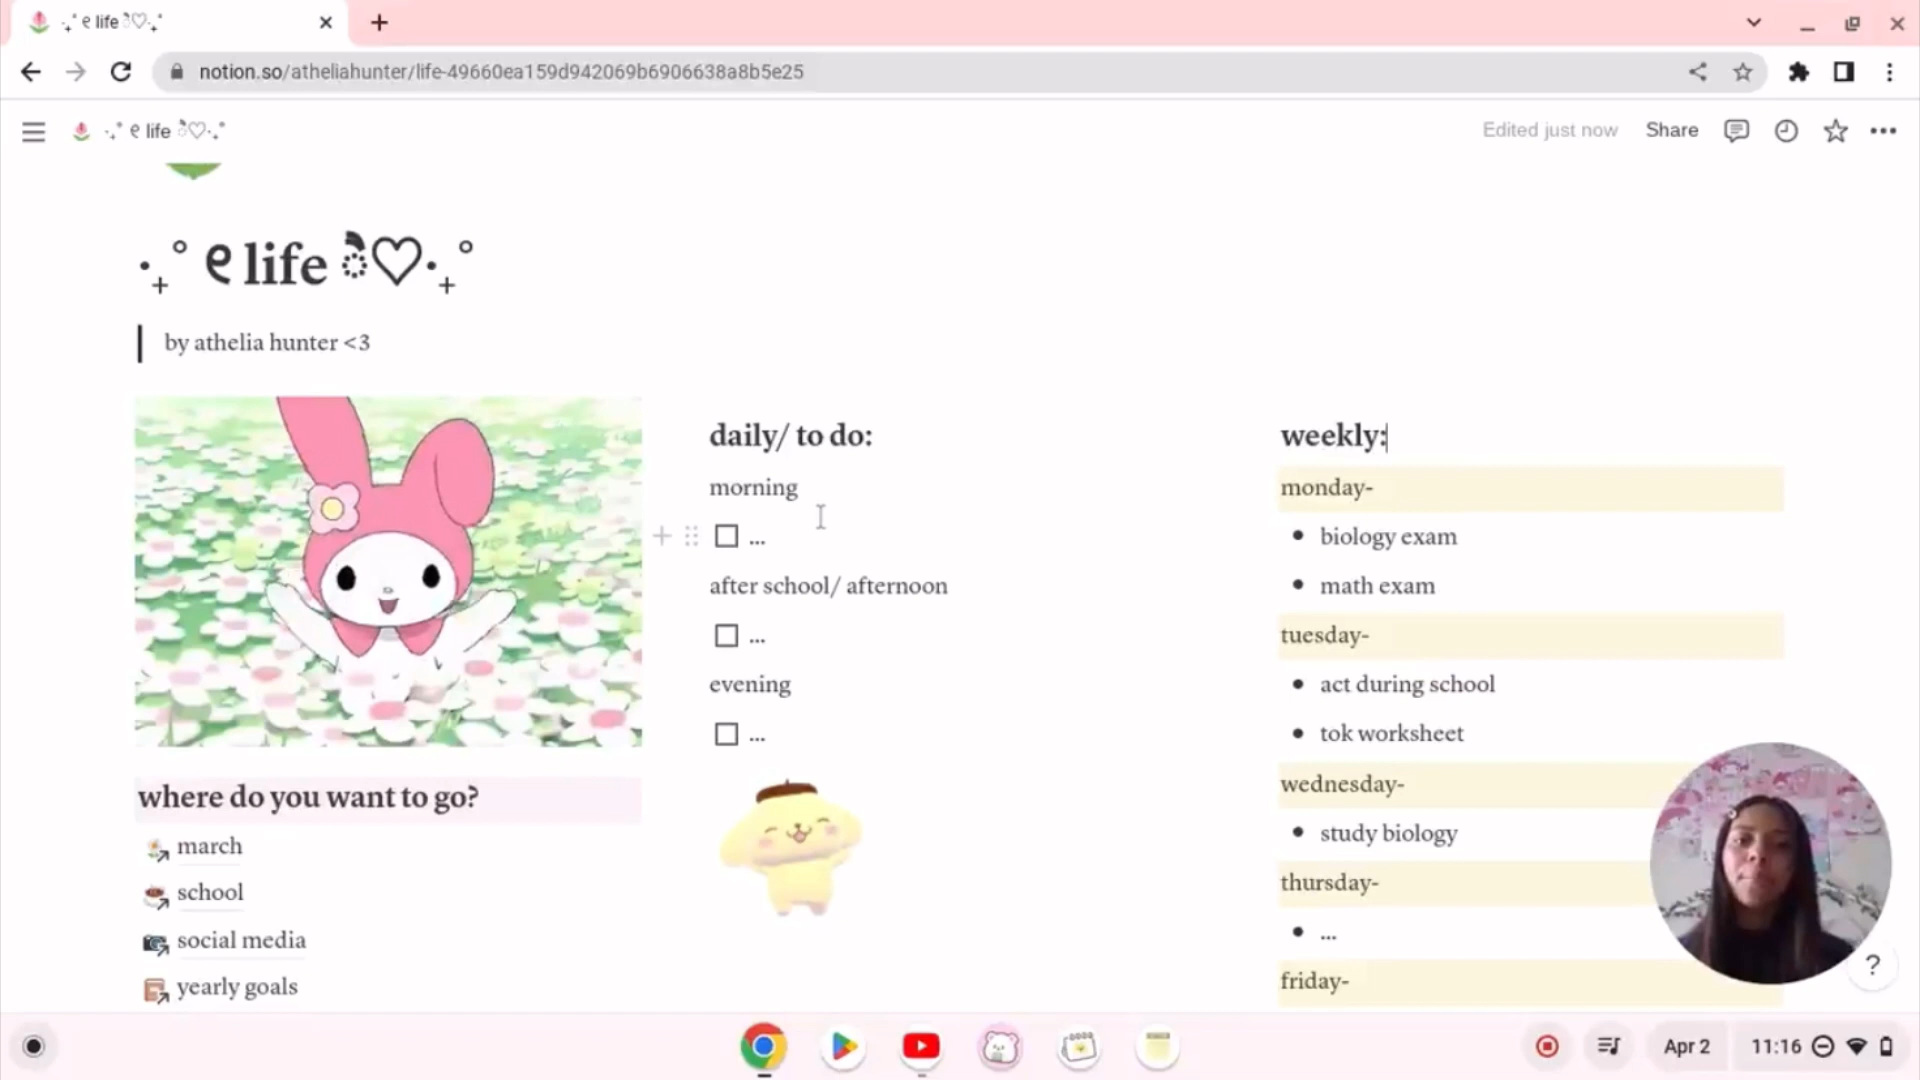 ·˖˚ ୧ life ੈ♡·˖˚
notion.so/atheliahunter/life-49660ea159d942069b6906638a8b5e25
·˖˚ ୧ life ੈ♡·˖˚
Edited just now
Share
·˖˚ ୧ life ੈ♡·˖˚
by athelia hunter <3
where do you want to go?
march
school
social media
yearly goals
daily/ to do:
morning
...
after school/ afternoon
...
evening
...
weekly:
monday-
biology exam
math exam
tuesday-
act during school
tok worksheet
wednesday-
study biology
thursday-
...
friday-
?
Apr 2
11:16